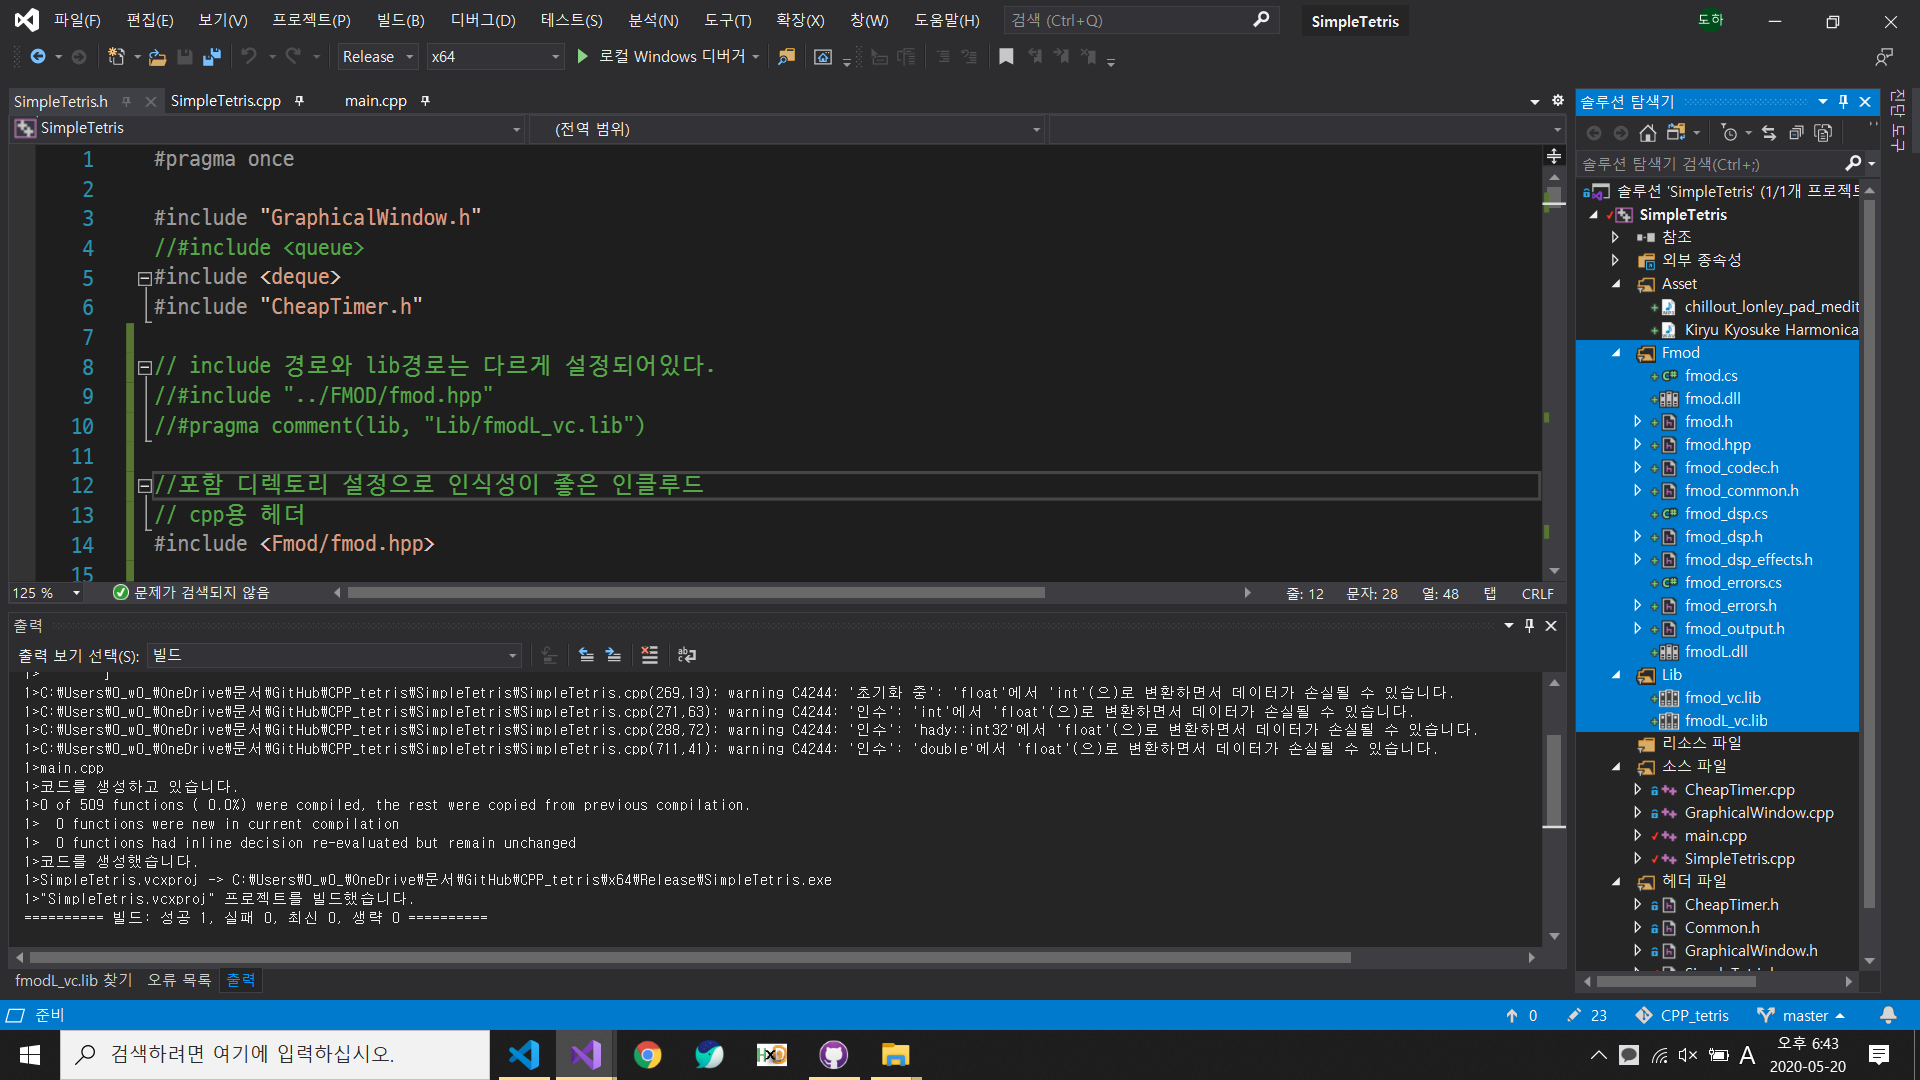 파일(F) 편집(E) 보기(V) 프로젝트(P) 빌드(B) 디버그(D) 테스트(S) 분석(N) 도구(T) 확장(X) 창(W) 도움말(H) 검색 (Ctrl+Q) SimpleTetris 도하
Release x64 로컬 Windows 디버거
SimpleTetris.h SimpleTetris.cpp main.cpp
SimpleTetris (전역 범위)
1 #pragma once
2
3 #include "GraphicalWindow.h"
4 //#include <queue>
5 #include <deque>
6 #include "CheapTimer.h"
7
8 // include 경로와 lib경로는 다르게 설정되어있다.
9 //#include "../FMOD/fmod.hpp"
10 //#pragma comment(lib, "Lib/fmodL_vc.lib")
11
12 //포함 디렉토리 설정으로 인식성이 좋은 인클루드
13 // cpp용 헤더
14 #include <Fmod/fmod.hpp>
15
125 % 문제가 검색되지 않음 줄: 12 문자: 28 열: 48 탭 CRLF
출력
출력 보기 선택(S): 빌드
1>C:₩Users₩O_wO_₩OneDrive₩문서₩GitHub₩CPP_tetris₩SimpleTetris₩SimpleTetris.cpp(269,13): warning C4244: '초기화 중': 'float'에서 'int'(으)로 변환하면서 데이터가 손실될 수 있습니다.
1>C:₩Users₩O_wO_₩OneDrive₩문서₩GitHub₩CPP_tetris₩SimpleTetris₩SimpleTetris.cpp(271,63): warning C4244: '인수': 'int'에서 'float'(으)로 변환하면서 데이터가 손실될 수 있습니다.
1>C:₩Users₩O_wO_₩OneDrive₩문서₩GitHub₩CPP_tetris₩SimpleTetris₩SimpleTetris.cpp(288,72): warning C4244: '인수': 'hady::int32'에서 'float'(으)로 변환하면서 데이터가 손실될 수 있습니다.
1>C:₩Users₩O_wO_₩OneDrive₩문서₩GitHub₩CPP_tetris₩SimpleTetris₩SimpleTetris.cpp(711,41): warning C4244: '인수': 'double'에서 'float'(으)로 변환하면서 데이터가 손실될 수 있습니다.
1>main.cpp
1>코드를 생성하고 있습니다.
1>0 of 509 functions ( 0.0%) were compiled, the rest were copied from previous compilation.
1>  0 functions were new in current compilation
1>  0 functions had inline decision re-evaluated but remain unchanged
1>코드를 생성했습니다.
1>SimpleTetris.vcxproj -> C:₩Users₩O_wO_₩OneDrive₩문서₩GitHub₩CPP_tetris₩x64₩Release₩SimpleTetris.exe
1>"SimpleTetris.vcxproj" 프로젝트를 빌드했습니다.
========== 빌드: 성공 1, 실패 0, 최신 0, 생략 0 ==========
fmodL_vc.lib 찾기 오류 목록 출력
솔루션 탐색기
진단 도구
솔루션 탐색기 검색(Ctrl+;)
솔루션 'SimpleTetris' (1/1개 프로젝트
SimpleTetris
참조
외부 종속성
Asset
chillout_lonley_pad_medit
Kiryu Kyosuke Harmonica
Fmod
fmod.cs
fmod.dll
fmod.h
fmod.hpp
fmod_codec.h
fmod_common.h
fmod_dsp.cs
fmod_dsp.h
fmod_dsp_effects.h
fmod_errors.cs
fmod_errors.h
fmod_output.h
fmodL.dll
Lib
fmod_vc.lib
fmodL_vc.lib
리소스 파일
소스 파일
CheapTimer.cpp
GraphicalWindow.cpp
main.cpp
SimpleTetris.cpp
헤더 파일
CheapTimer.h
Common.h
GraphicalWindow.h
준비 0 23 CPP_tetris master
검색하려면 여기에 입력하십시오. HxD A 오후 6:43
2020-05-20